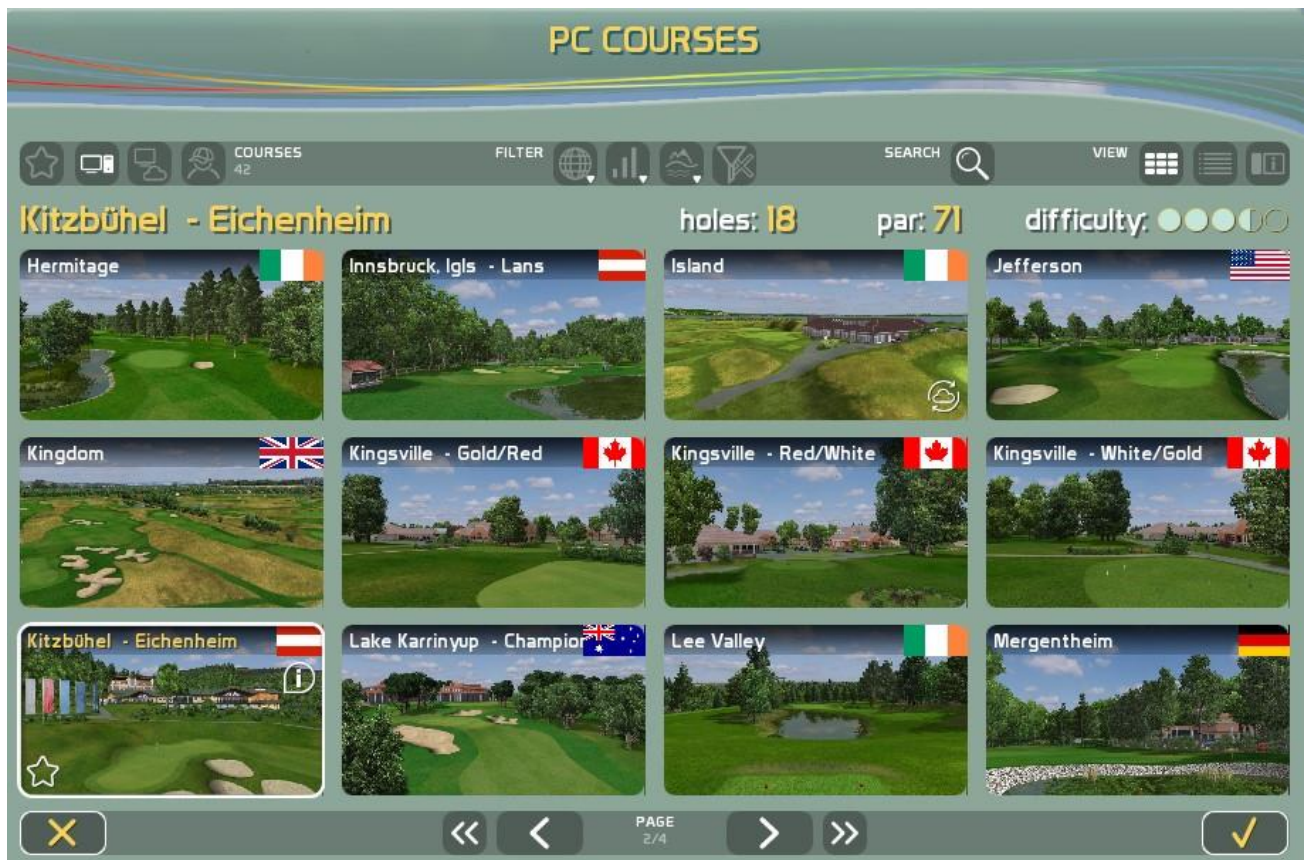 PC COURSES
COURSES
42
FILTER
SEARCH
VIEW
Kitzbühel - Eichenheim holes: 18 par: 71 difficulty:
Hermitage
Innsbruck, Igls - Lans
Island
Jefferson
Kingdom
Kingsville - Gold/Red
Kingsville - Red/White
Kingsville - White/Gold
Kitzbühel - Eichenheim
Lake Karrinyup - Champion
Lee Valley
Mergentheim
PAGE
2/4